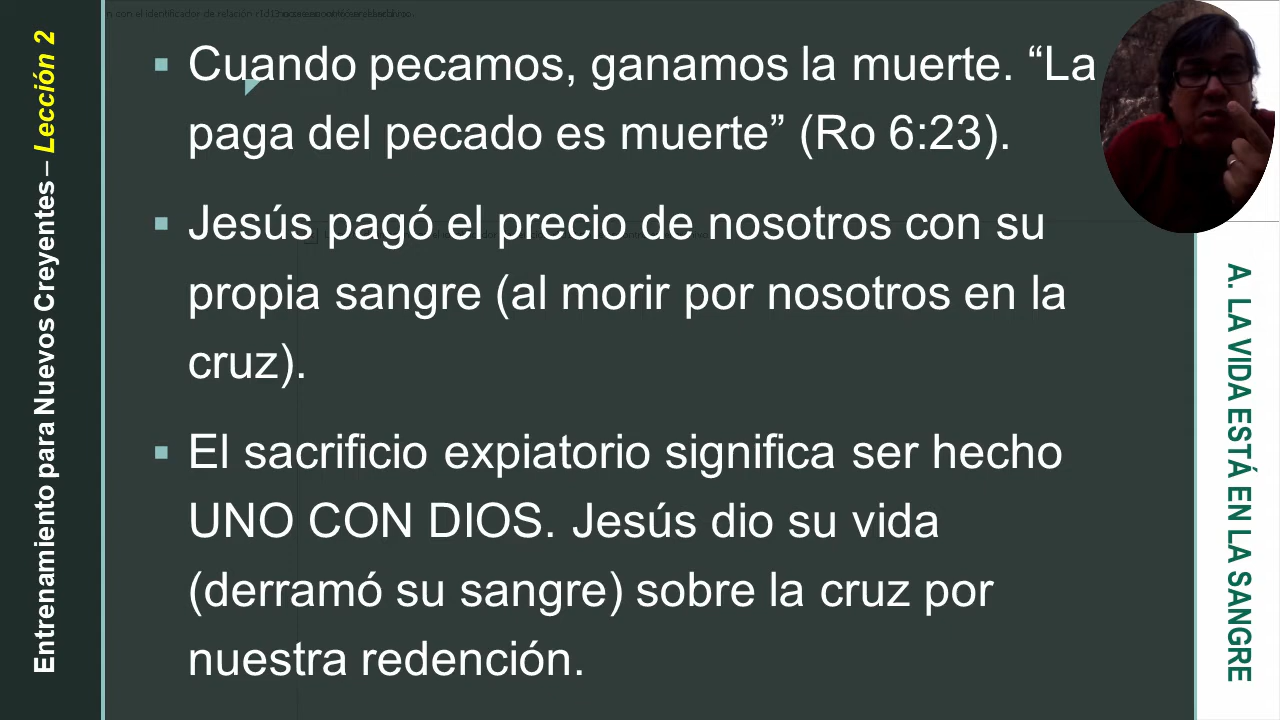 Entrenamiento para Nuevos Creyentes – Lección 2
Cuando pecamos, ganamos la muerte. “La
paga del pecado es muerte” (Ro 6:23).
Jesús pagó el precio de nosotros con su
propia sangre (al morir por nosotros en la
cruz).
El sacrificio expiatorio significa ser hecho
UNO CON DIOS. Jesús dio su vida
(derramó su sangre) sobre la cruz por
nuestra redención.
A. LA VIDA ESTÁ EN LA SANGRE